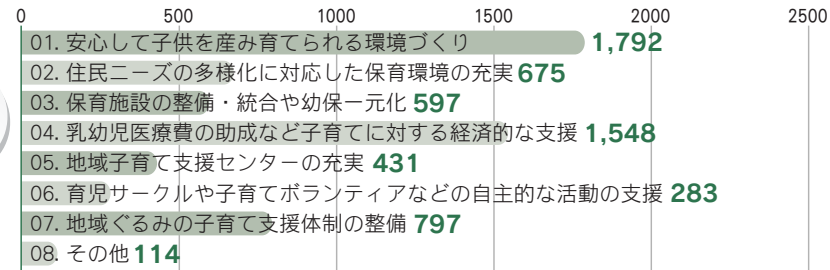 0 500 1000 1500 2000 2500
01. 安心して子供を産み育てられる環境づくり 1,792
02. 住民ニーズの多様化に対応した保育環境の充実 675
03. 保育施設の整備・統合や幼保一元化 597
04. 乳幼児医療費の助成など子育てに対する経済的な支援 1,548
05. 地域子育て支援センターの充実 431
06. 育児サークルや子育てボランティアなどの自主的な活動の支援 283
07. 地域ぐるみの子育て支援体制の整備 797
08. その他 114